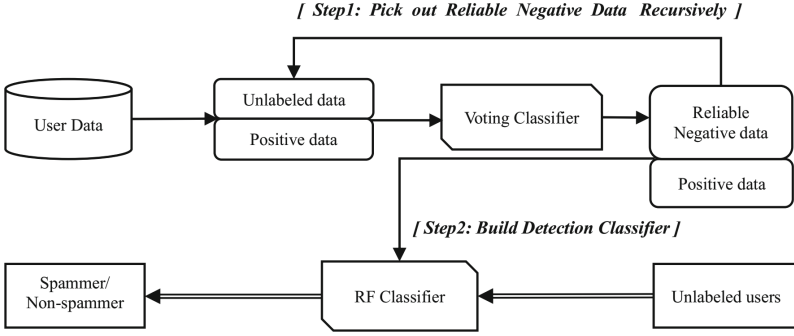 [ Step1: Pick out Reliable Negative Data Recursively ]
Unlabeled data
User Data
Positive data
Voting Classifier
Reliable
Negative data
Positive data
[ Step2: Build Detection Classifier ]
Spammer/
Non-spammer
RF Classifier
Unlabeled users